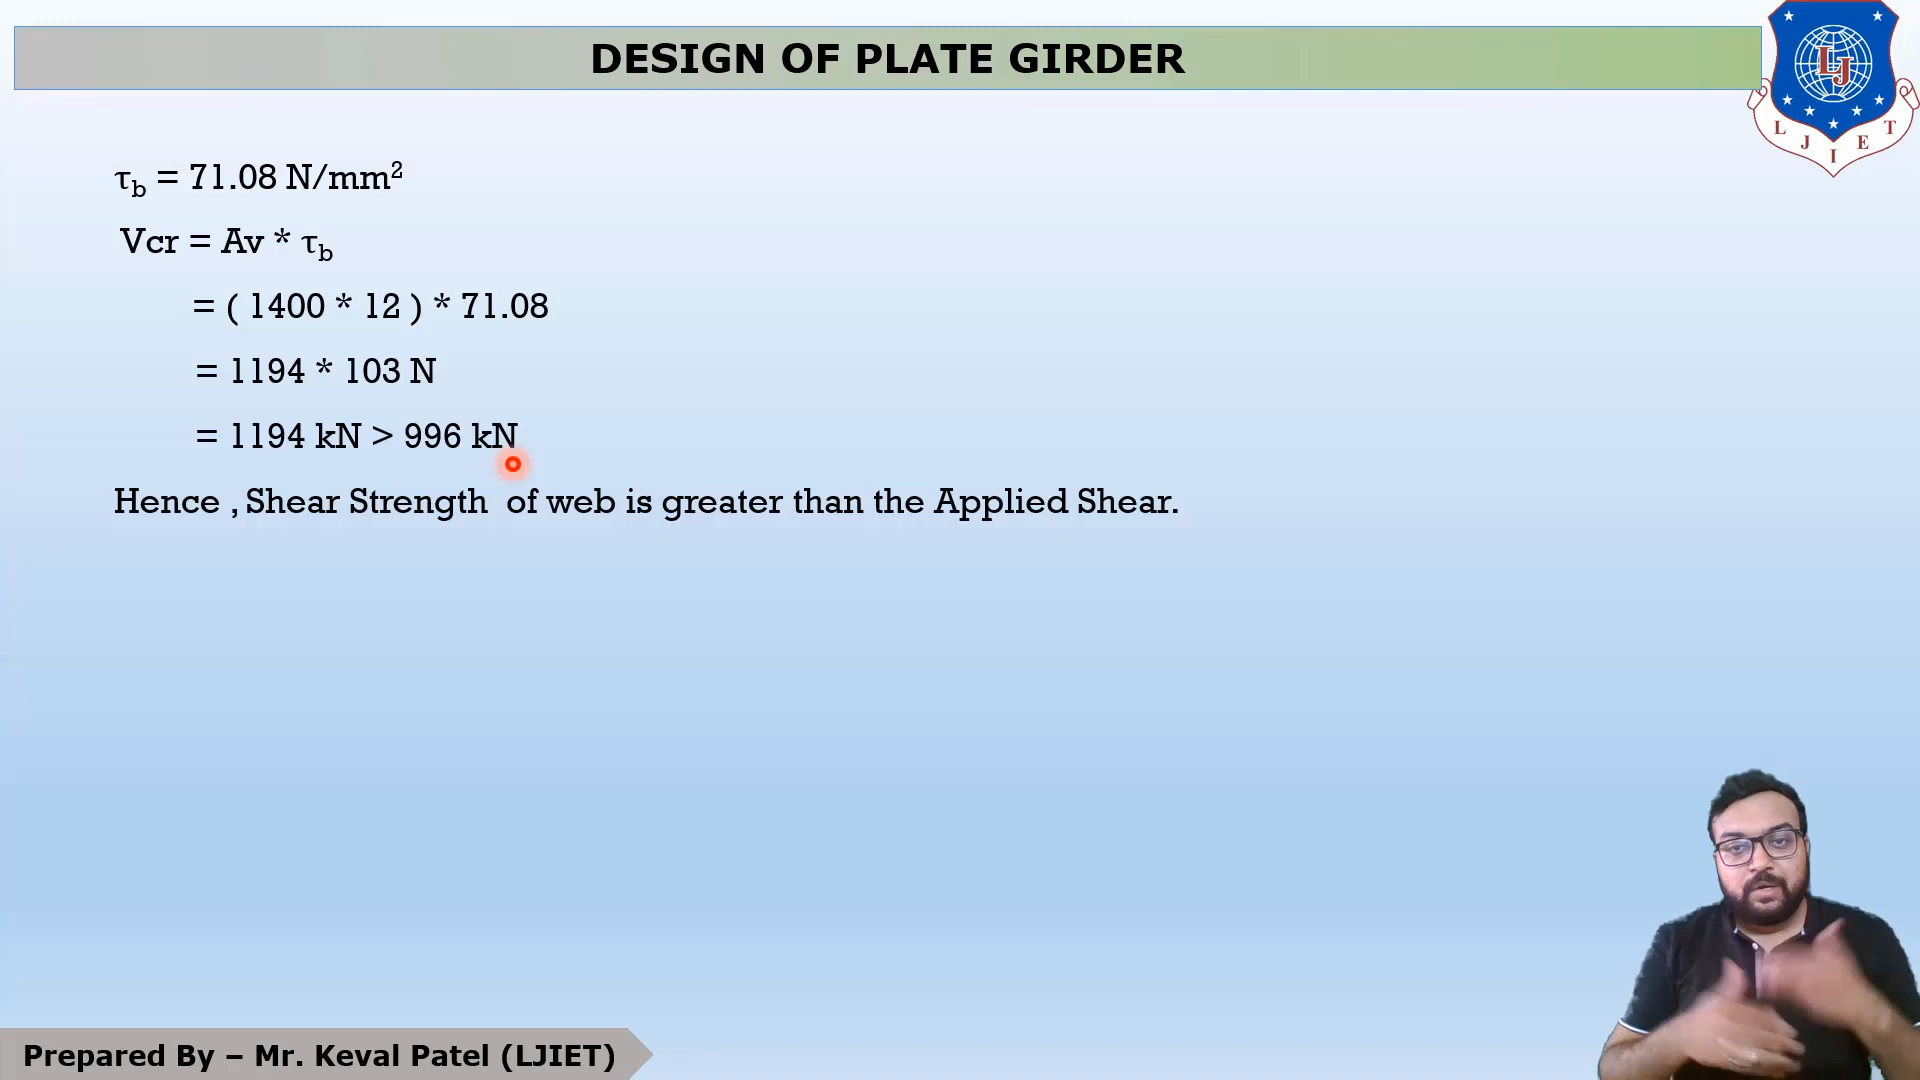 DESIGN OF PLATE GIRDER
LJ
L J I E T
τb = 71.08 N/mm²
Vcr = Av * τb
= ( 1400 * 12 ) * 71.08
= 1194 * 103 N
= 1194 kN > 996 kN
Hence , Shear Strength of web is greater than the Applied Shear.
Prepared By – Mr. Keval Patel (LJIET)